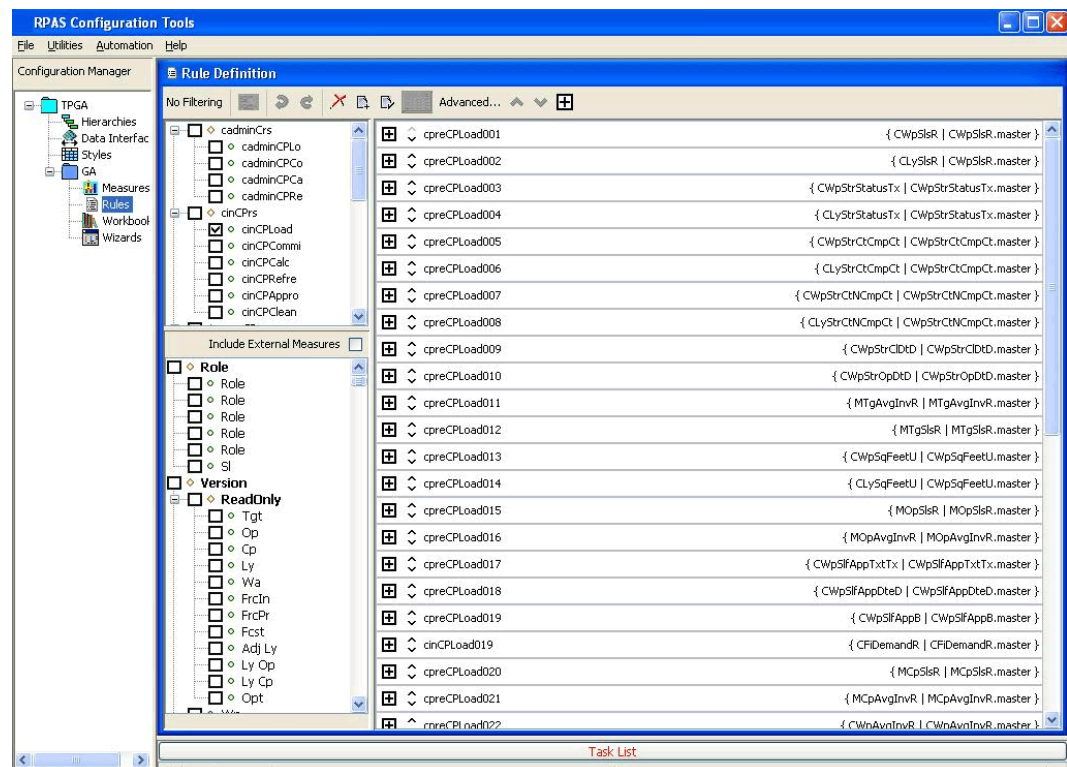 RPAS Configuration Tools
File Utilities Automation Help
Configuration Manager
TPGA
Hierarchies
Data Interfac
Styles
GA
Measures
Rules
Workbook
Wizards
Rule Definition
No Filtering Advanced...
cadminCrs
cadminCPLo
cadminCPCo
cadminCPCa
cadminCPRe
cinCPrs
cinCPLoad
cinCPCommi
cinCPCalc
cinCPRefre
cinCPAppro
cinCPClean
Include External Measures
Role
Role
Role
Role
Role
Role
Sl
Version
ReadOnly
Tgt
Op
Cp
Ly
Wa
FrcIn
FrcPr
Fcst
Adj Ly
Ly Op
Ly Cp
Opt
cpreCPLoad001 { CWpSlsR | CWpSlsR.master }
cpreCPLoad002 { CLySlsR | CWpSlsR.master }
cpreCPLoad003 { CWpStrStatusTx | CWpStrStatusTx.master }
cpreCPLoad004 { CLyStrStatusTx | CWpStrStatusTx.master }
cpreCPLoad005 { CWpStrCtCmpCt | CWpStrCtCmpCt.master }
cpreCPLoad006 { CLyStrCtCmpCt | CWpStrCtCmpCt.master }
cpreCPLoad007 { CWpStrCtNCmpCt | CWpStrCtNCmpCt.master }
cpreCPLoad008 { CLyStrCtNCmpCt | CWpStrCtNCmpCt.master }
cpreCPLoad009 { CWpStrClDtD | CWpStrClDtD.master }
cpreCPLoad010 { CWpStrOpDtD | CWpStrOpDtD.master }
cpreCPLoad011 { MTgAvgInvR | MTgAvgInvR.master }
cpreCPLoad012 { MTgSlsR | MTgSlsR.master }
cpreCPLoad013 { CWpSqFeetU | CWpSqFeetU.master }
cpreCPLoad014 { CLySqFeetU | CWpSqFeetU.master }
cpreCPLoad015 { MOpSlsR | MOpSlsR.master }
cpreCPLoad016 { MOpAvgInvR | MOpAvgInvR.master }
cpreCPLoad017 { CWpSlfAppTxtTx | CWpSlfAppTxtTx.master }
cpreCPLoad018 { CWpSlfAppDteD | CWpSlfAppDteD.master }
cpreCPLoad019 { CWpSlfAppB | CWpSlfAppB.master }
cinCPLoad019 { CFiDemandR | CFiDemandR.master }
cpreCPLoad020 { MCpSlsR | MCpSlsR.master }
cpreCPLoad021 { MCpAvgInvR | MCpAvgInvR.master }
cpreCPLoad022 { CWpAvgInvR | CWpAvgInvR.master }
Task List